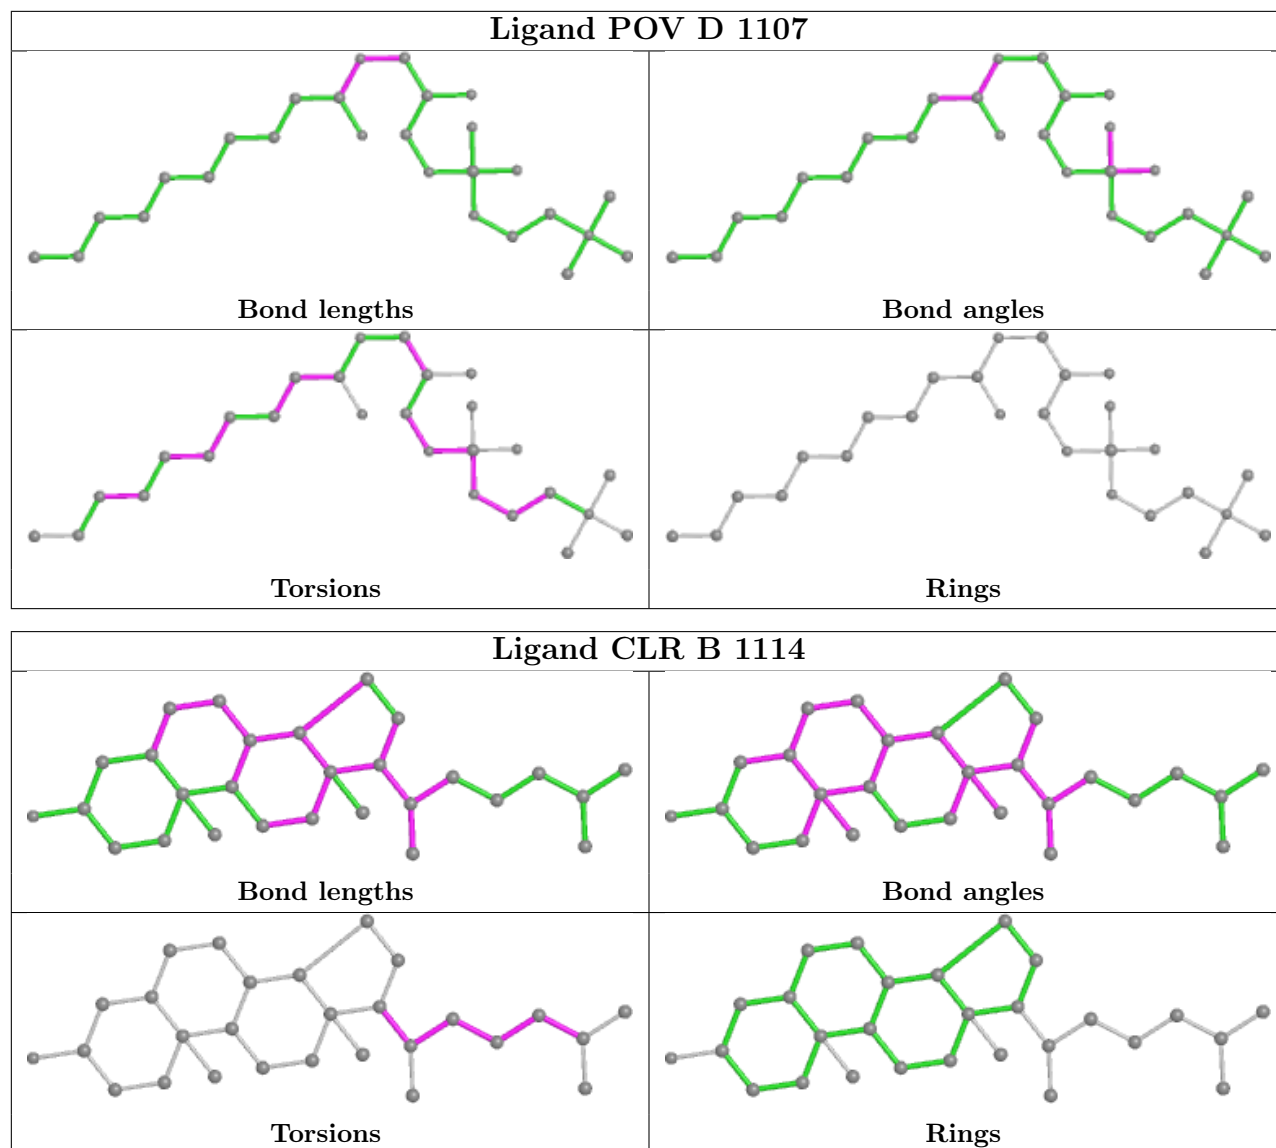 Ligand POV D 1107
Bond lengths
Bond angles
Torsions
Rings
Ligand CLR B 1114
Bond lengths
Bond angles
Torsions
Rings